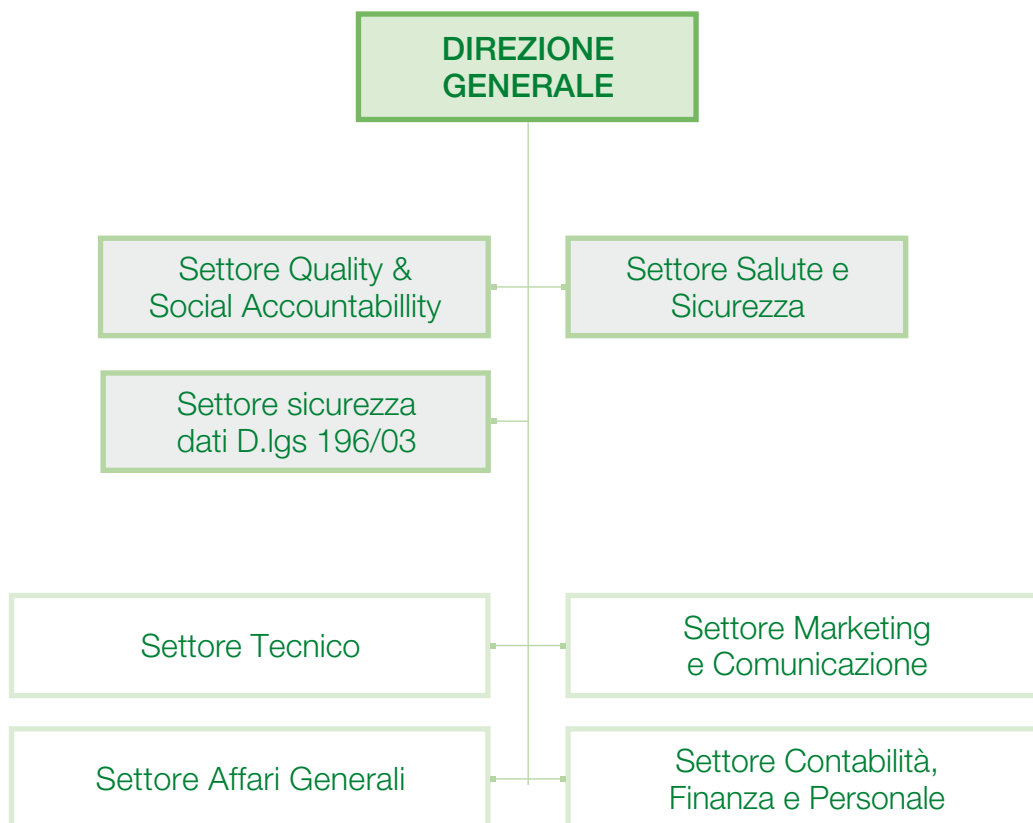 DIREZIONE
GENERALE
Settore Quality &
Social Accountabillity
Settore Salute e
Sicurezza
Settore sicurezza
dati D.lgs 196/03
Settore Tecnico
Settore Marketing
e Comunicazione
Settore Affari Generali
Settore Contabilità,
Finanza e Personale